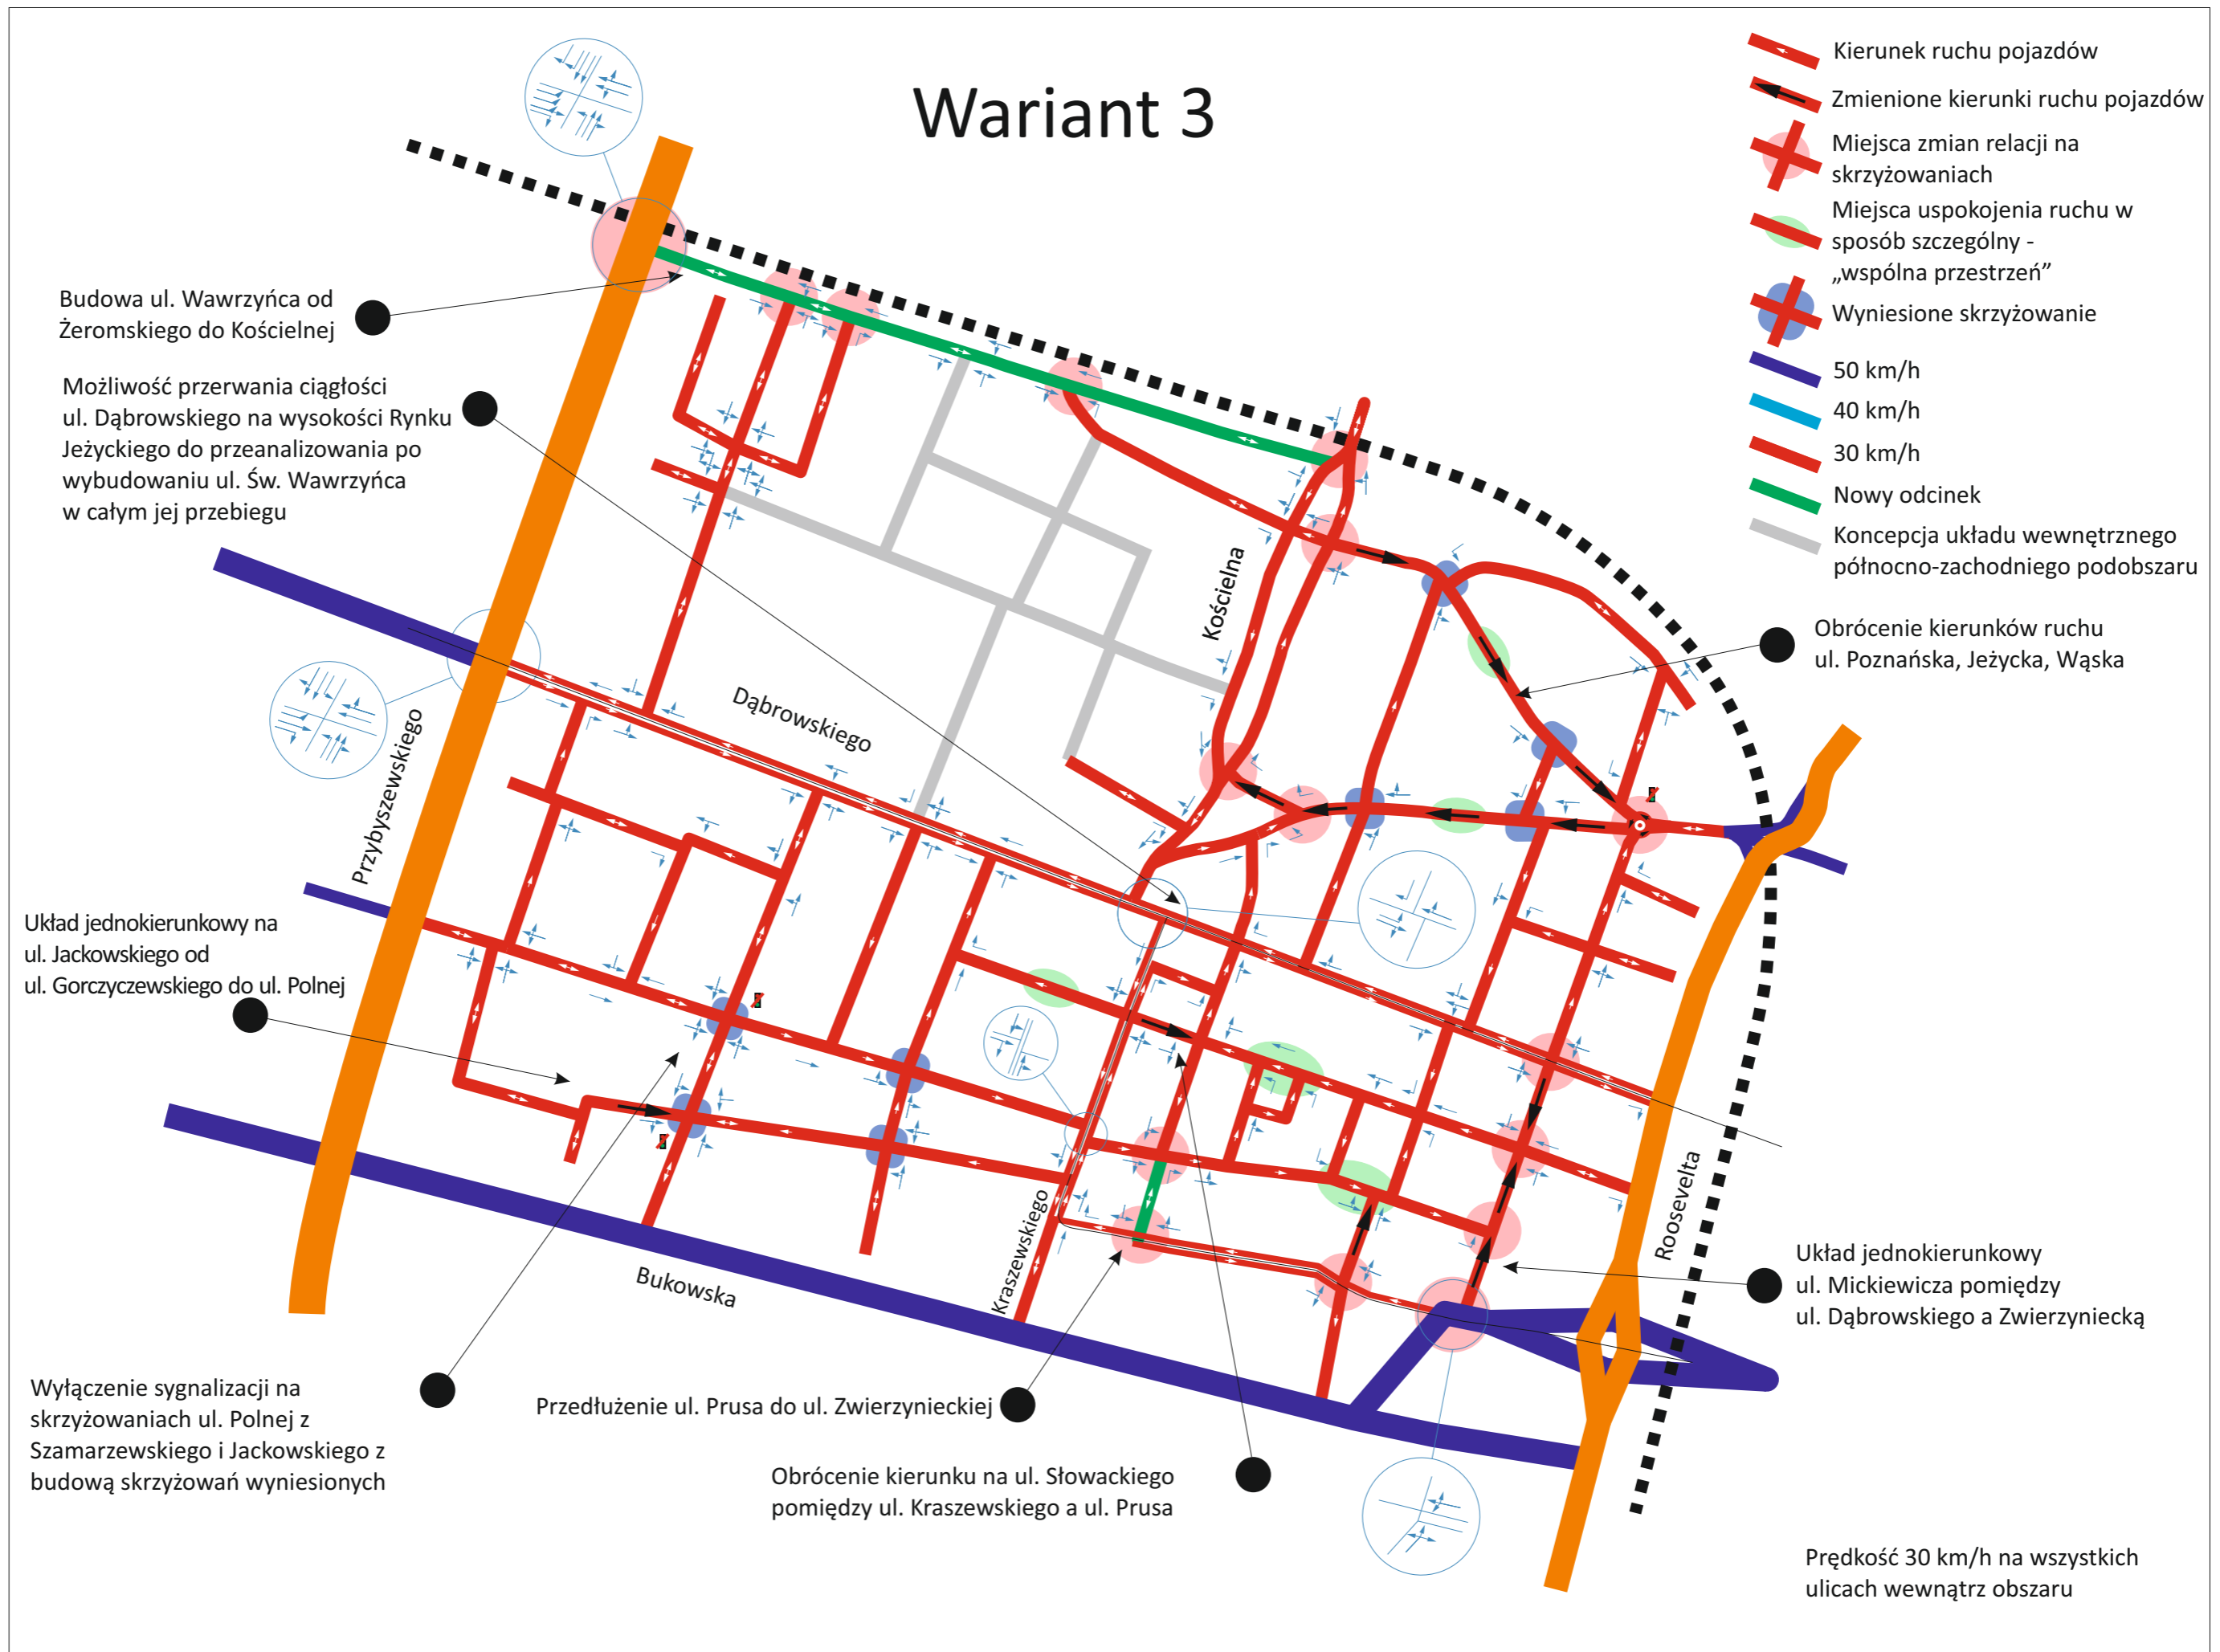 Wariant 3
Kierunek ruchu pojazdów
Zmienione kierunki ruchu pojazdów
Miejsca zmian relacji na
skrzyżowaniach
Miejsca uspokojenia ruchu w
sposób szczególny -
„wspólna przestrzeń”
Wyniesione skrzyżowanie
50 km/h
40 km/h
30 km/h
Nowy odcinek
Koncepcja układu wewnętrznego
północno-zachodniego podobszaru
Budowa ul. Wawrzyńca od
Żeromskiego do Kościelnej
Możliwość przerwania ciągłości
ul. Dąbrowskiego na wysokości Rynku
Jeżyckiego do przeanalizowania po
wybudowaniu ul. Św. Wawrzyńca
w całym jej przebiegu
Kościelna
Obrócenie kierunków ruchu
ul. Poznańska, Jeżycka, Wąska
Dąbrowskiego
Przybyszewskiego
Układ jednokierunkowy na
ul. Jackowskiego od
ul. Gorczyczewskiego do ul. Polnej
Roosevelta
Kraszewskiego
Bukowska
Układ jednokierunkowy
ul. Mickiewicza pomiędzy
ul. Dąbrowskiego a Zwierzyniecką
Wyłączenie sygnalizacji na
skrzyżowaniach ul. Polnej z
Szamarzewskiego i Jackowskiego z
budową skrzyżowań wyniesionych
Przedłużenie ul. Prusa do ul. Zwierzynieckiej
Obrócenie kierunku na ul. Słowackiego
pomiędzy ul. Kraszewskiego a ul. Prusa
Prędkość 30 km/h na wszystkich
ulicach wewnątrz obszaru